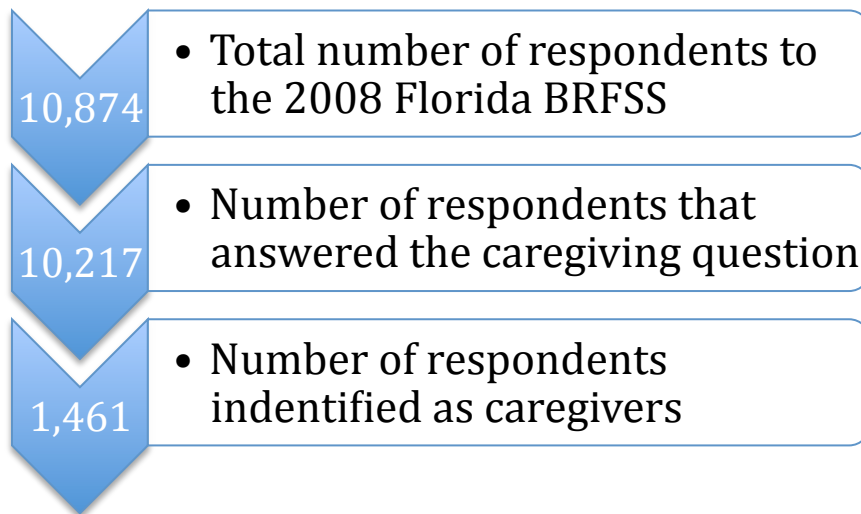 10,874
• Total number of respondents to
the 2008 Florida BRFSS
10,217
• Number of respondents that
answered the caregiving question
1,461
• Number of respondents
indentified as caregivers